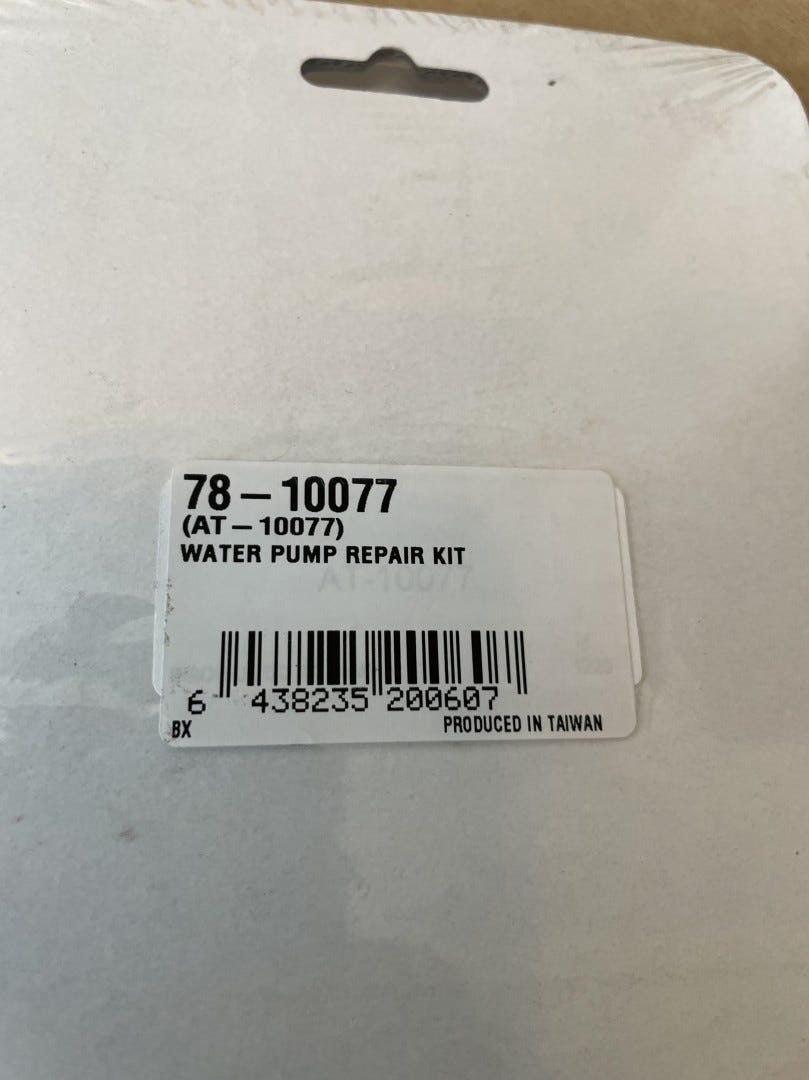 78-10077
(AT-10077)
WATER PUMP REPAIR KIT
AT-10077
6 438235 200607
BX
PRODUCED IN TAIWAN